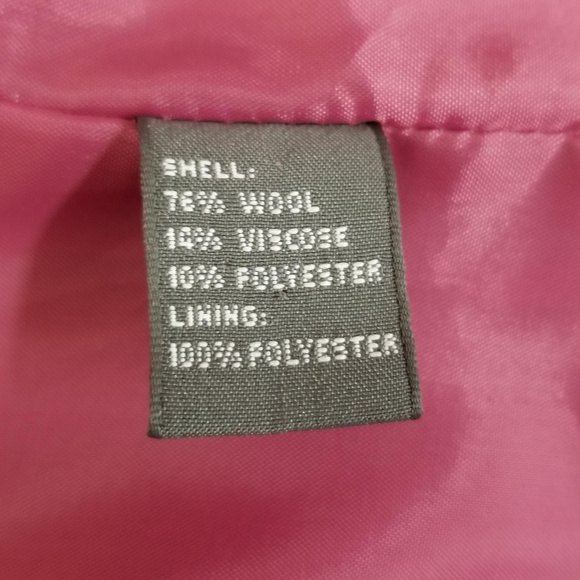 SHELL:
76% WOOL
14% VISCOSE
10% POLYESTER
LINING:
100% POLYESTER